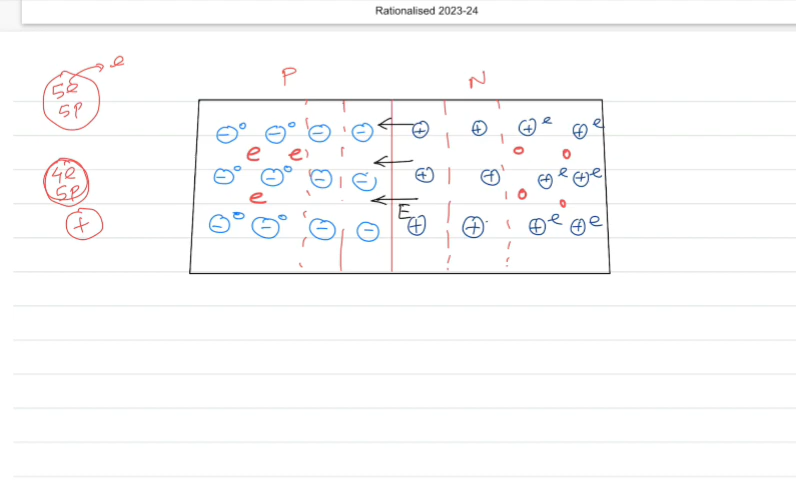 Rationalised 2023-24
e
P N
5e
5p
⊖° ⊖° ⊖ ⊖ ← ⊕ ⊕ ⊕e ⊕e
e e o o
4e
5p
⊖° ⊖° ⊖ ⊖ ← ⊕ ⊕ ⊕e ⊕e
e ← o o
E
+
⊖° ⊖° ⊖ ⊖ ⊕ ⊕ ⊕e ⊕e